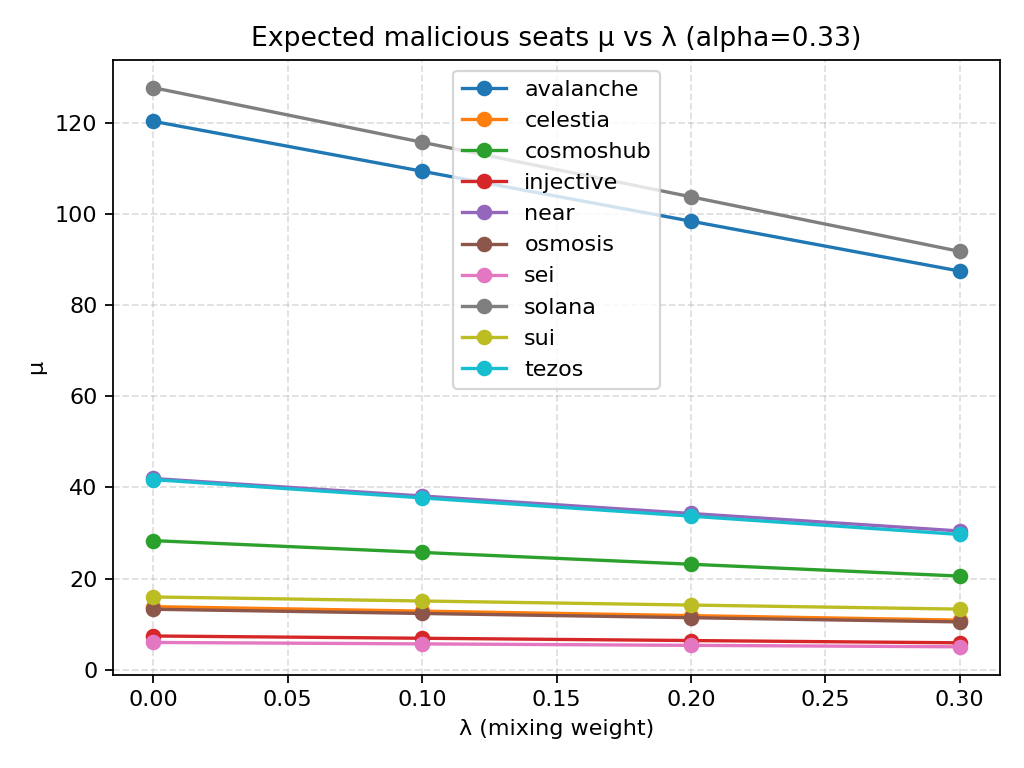 Expected malicious seats μ vs λ (alpha=0.33)
avalanche
celestia
cosmoshub
injective
near
osmosis
sei
solana
sui
tezos
120
100
80
60
40
20
0
μ
0.00 0.05 0.10 0.15 0.20 0.25 0.30
λ (mixing weight)